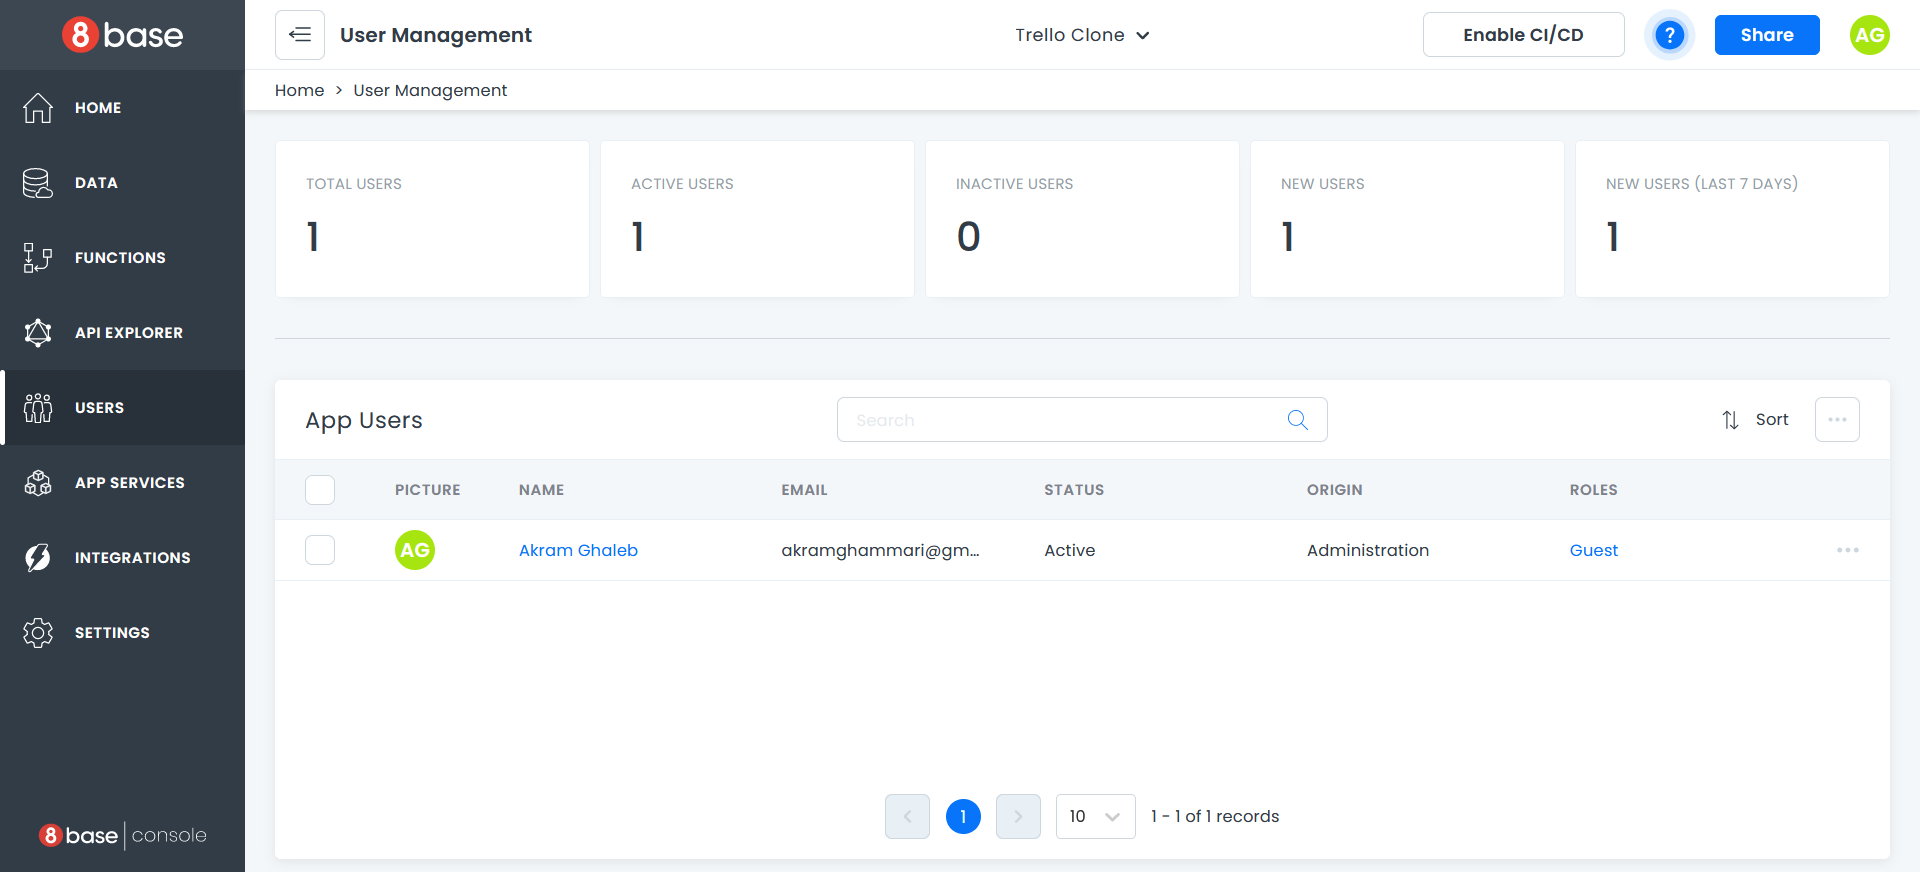 8base
User Management
Trello Clone
Enable CI/CD
?
Share
AG
Home > User Management
HOME
DATA
FUNCTIONS
API EXPLORER
USERS
APP SERVICES
INTEGRATIONS
SETTINGS
8base | console
TOTAL USERS
1
ACTIVE USERS
1
INACTIVE USERS
0
NEW USERS
1
NEW USERS (LAST 7 DAYS)
1
App Users
Search
Sort
PICTURE NAME EMAIL STATUS ORIGIN ROLES
AG Akram Ghaleb akramghammari@gm... Active Administration Guest
1
10
1 - 1 of 1 records